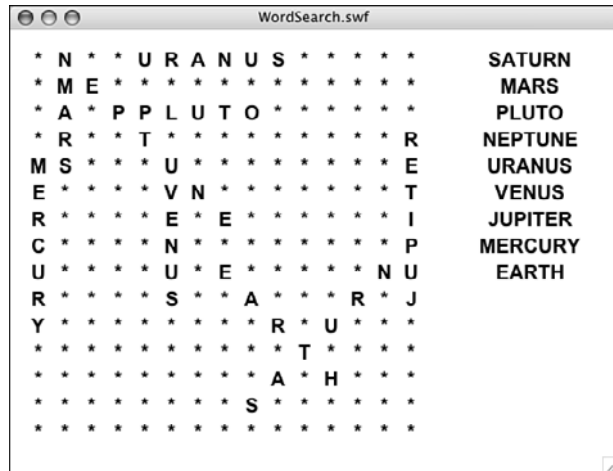 WordSearch.swf
* N * * U R A N U S * * * * * SATURN
* M E * * * * * * * * * * * * MARS
* A * P P L U T O * * * * * * PLUTO
* R * * T * * * * * * * * * R NEPTUNE
M S * * * U * * * * * * * * E URANUS
E * * * * V N * * * * * * * T VENUS
R * * * * E * E * * * * * * I JUPITER
C * * * * N * * * * * * * * P MERCURY
U * * * * U * E * * * * * N U EARTH
R * * * * S * * A * * * R * J
Y * * * * * * * * R * U * * *
* * * * * * * * * * T * * * *
* * * * * * * * * A * H * * *
* * * * * * * * S * * * * * *
* * * * * * * * * * * * * * *